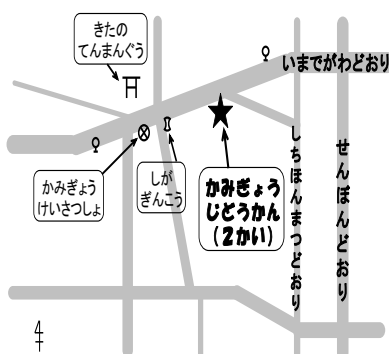 きたの
てんまんぐう
いまでがわどおり
かみぎょう
けいさつしょ
しが
ぎんこう
かみぎょう
じどうかん
(2かい)
しちほんまつどおり
せんぼんどおり